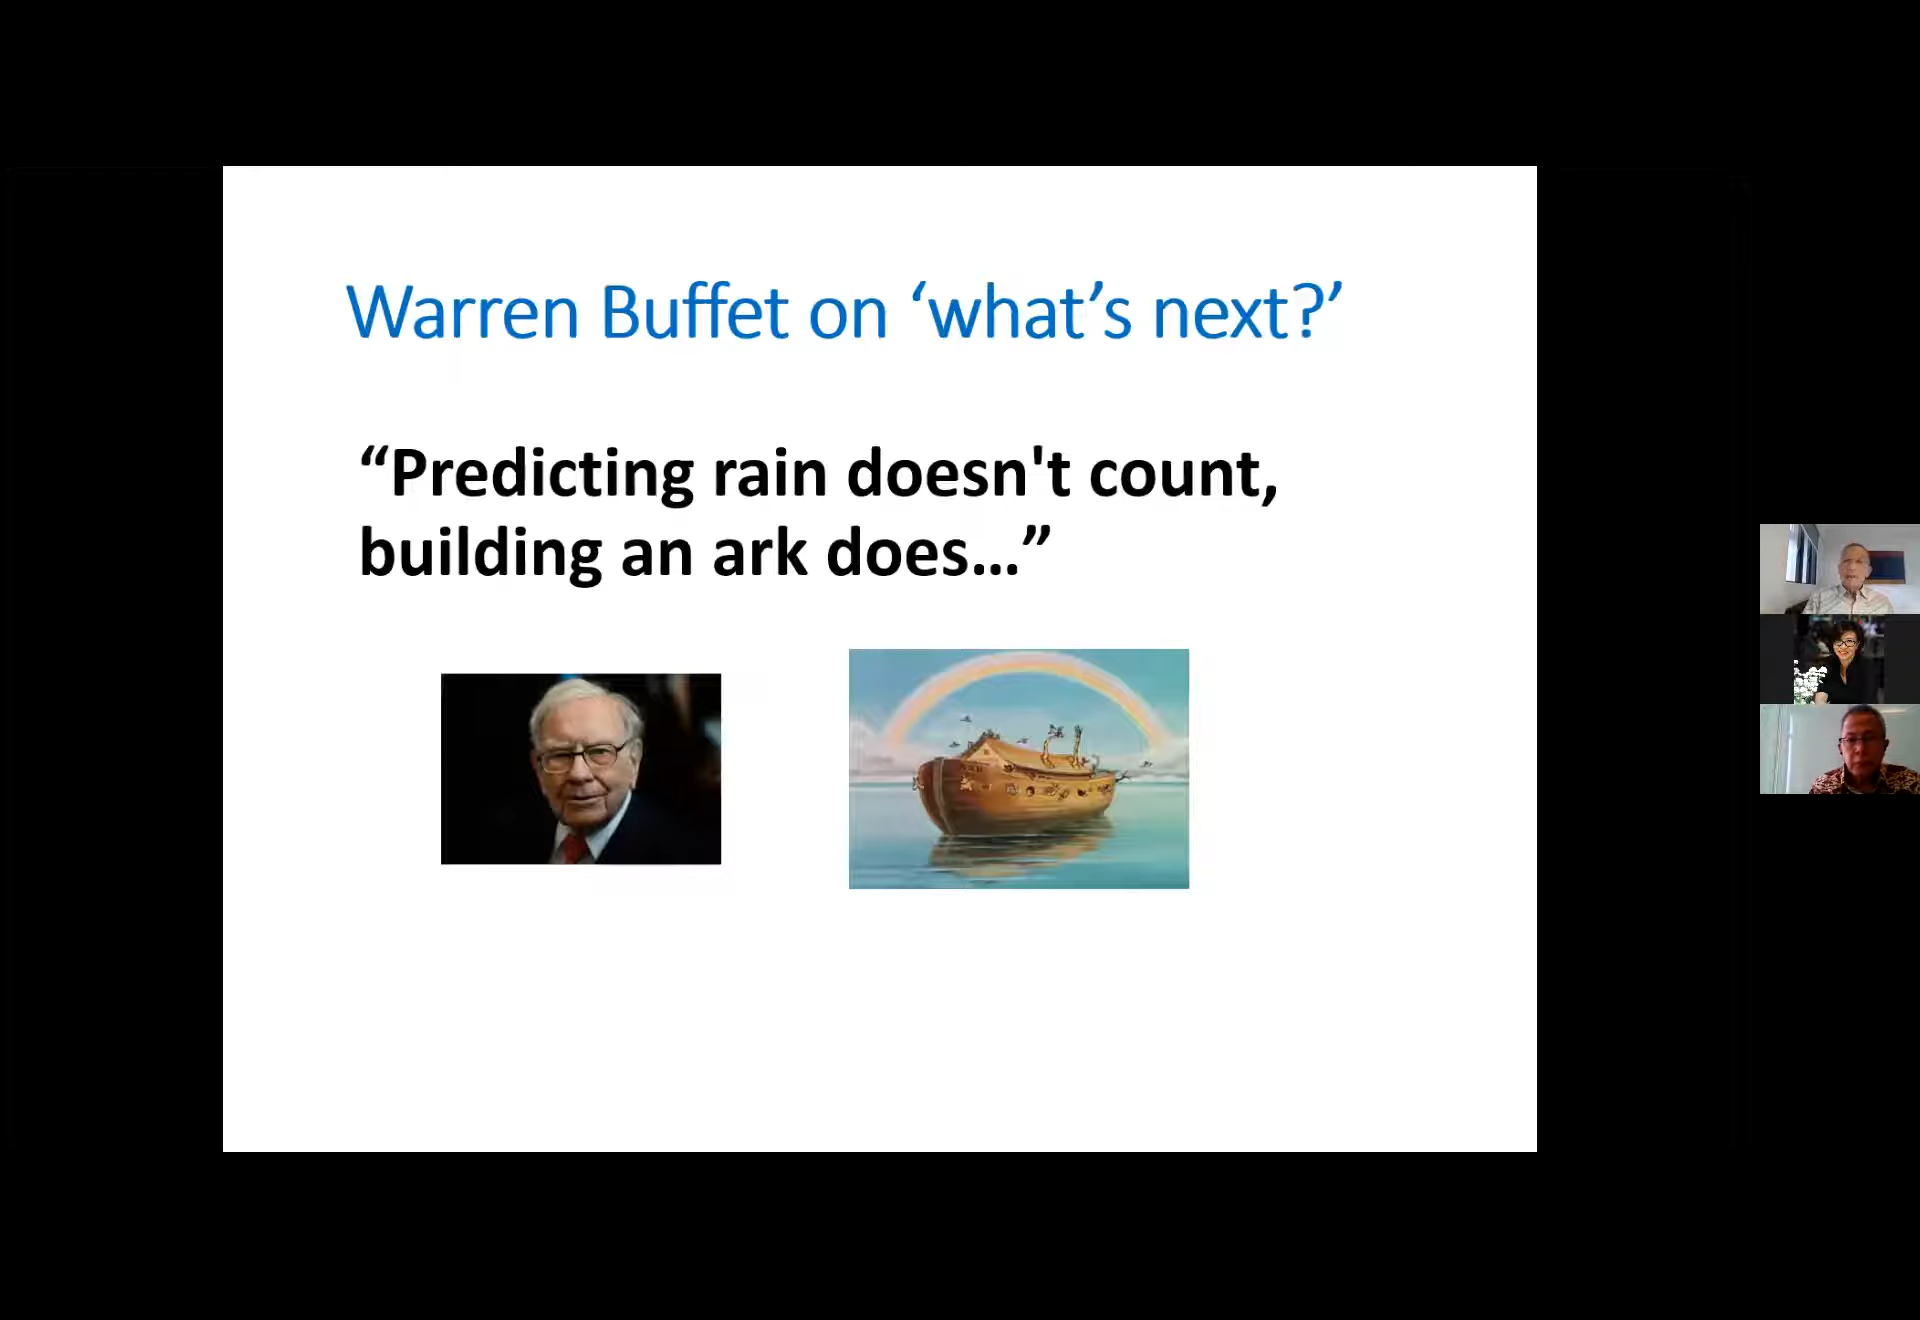 Warren Buffet on ‘what’s next?’
“Predicting rain doesn't count,
building an ark does...”